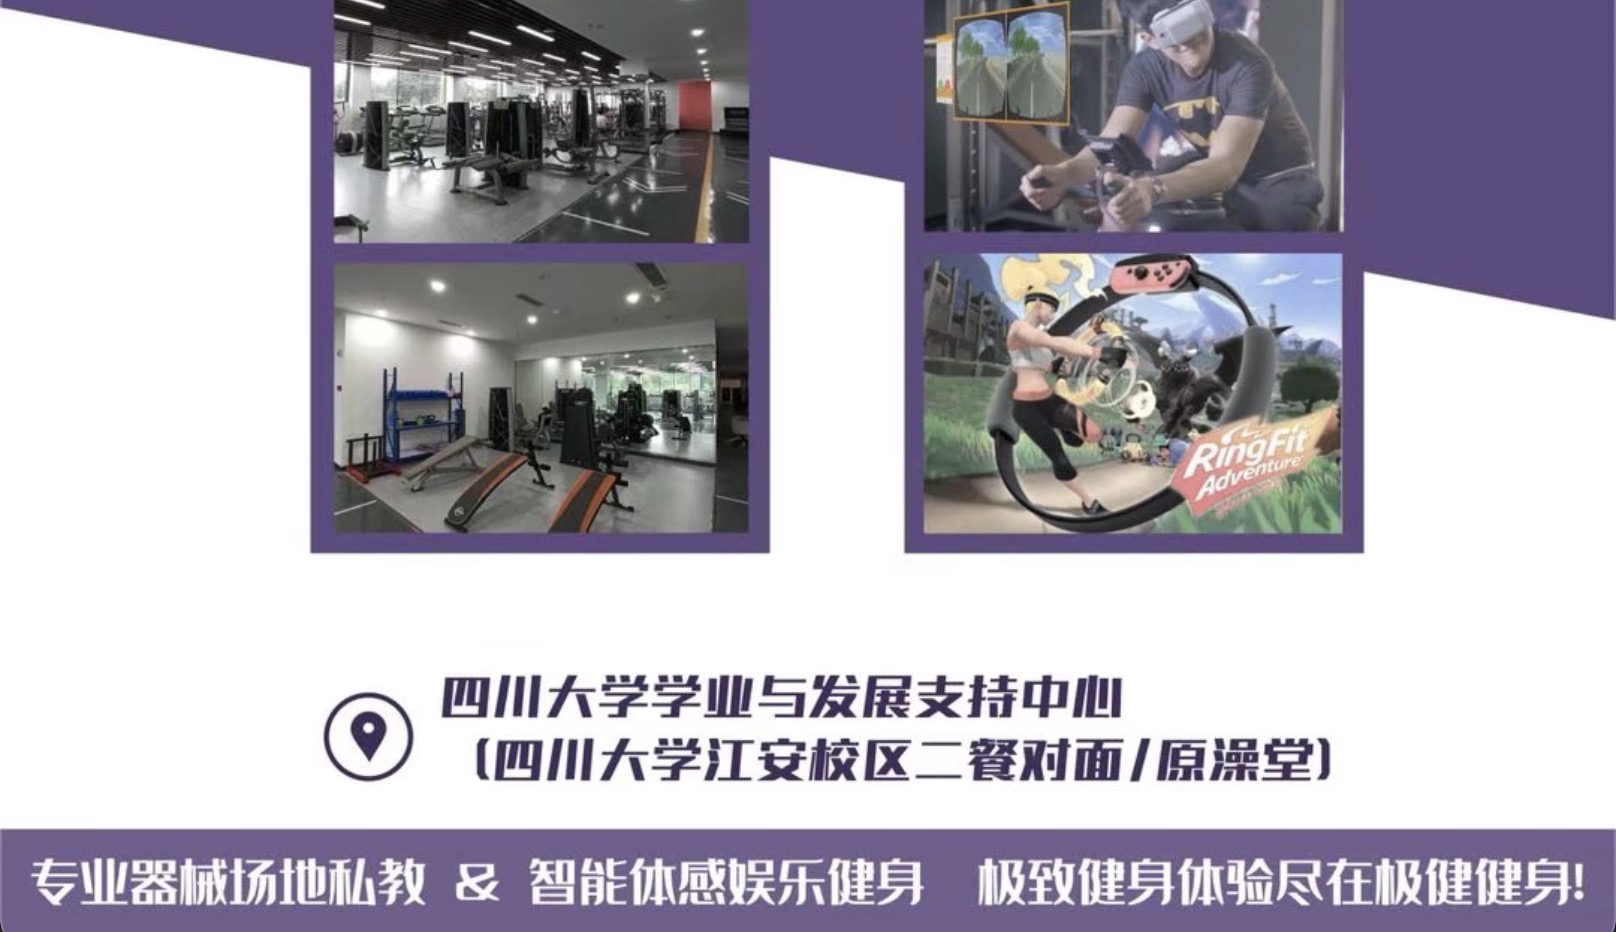 RingFit
Adventure
四川大学学业与发展支持中心
（四川大学江安校区二餐对面/原澡堂）
专业器械场地私教 & 智能体感娱乐健身 极致健身体验尽在极健健身!